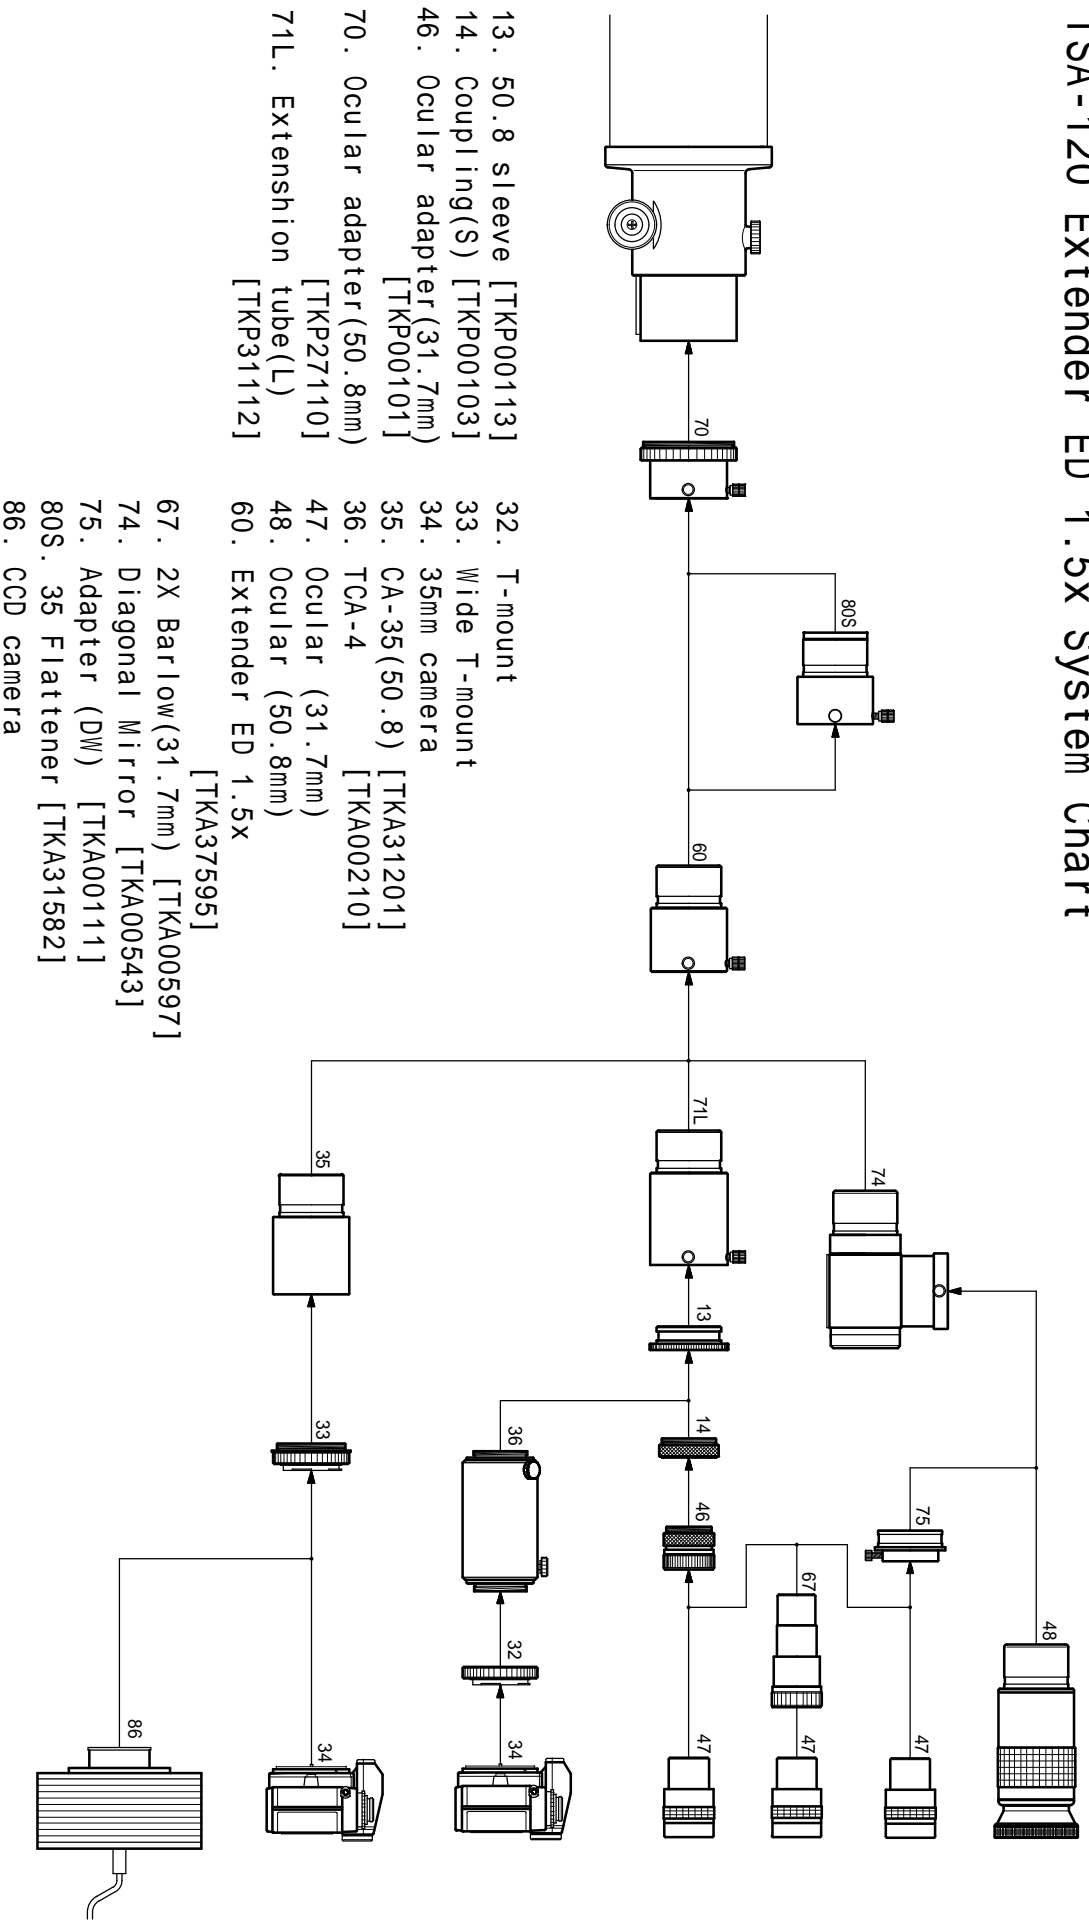 TSA-120 Extender ED 1.5x System Chart
70
80S
60
74
71L
35
13
75
48
14
46
36
33
67
47
47
47
32
34
34
86
13. 50.8 sleeve [TKP00113]
14. Coupling(S) [TKP00103]
46. Ocular adapter(31.7mm)
[TKP00101]
70. Ocular adapter(50.8mm)
[TKP27110]
71L. Extenshion tube(L)
[TKP31112]
32. T-mount
33. Wide T-mount
34. 35mm camera
35. CA-35(50.8) [TKA31201]
36. TCA-4 [TKA00210]
47. Ocular (31.7mm)
48. Ocular (50.8mm)
60. Extender ED 1.5x
[TKA37595]
67. 2X Barlow(31.7mm) [TKA00597]
74. Diagonal Mirror [TKA00543]
75. Adapter (DW) [TKA00111]
80S. 35 Flattener [TKA31582]
86. CCD camera